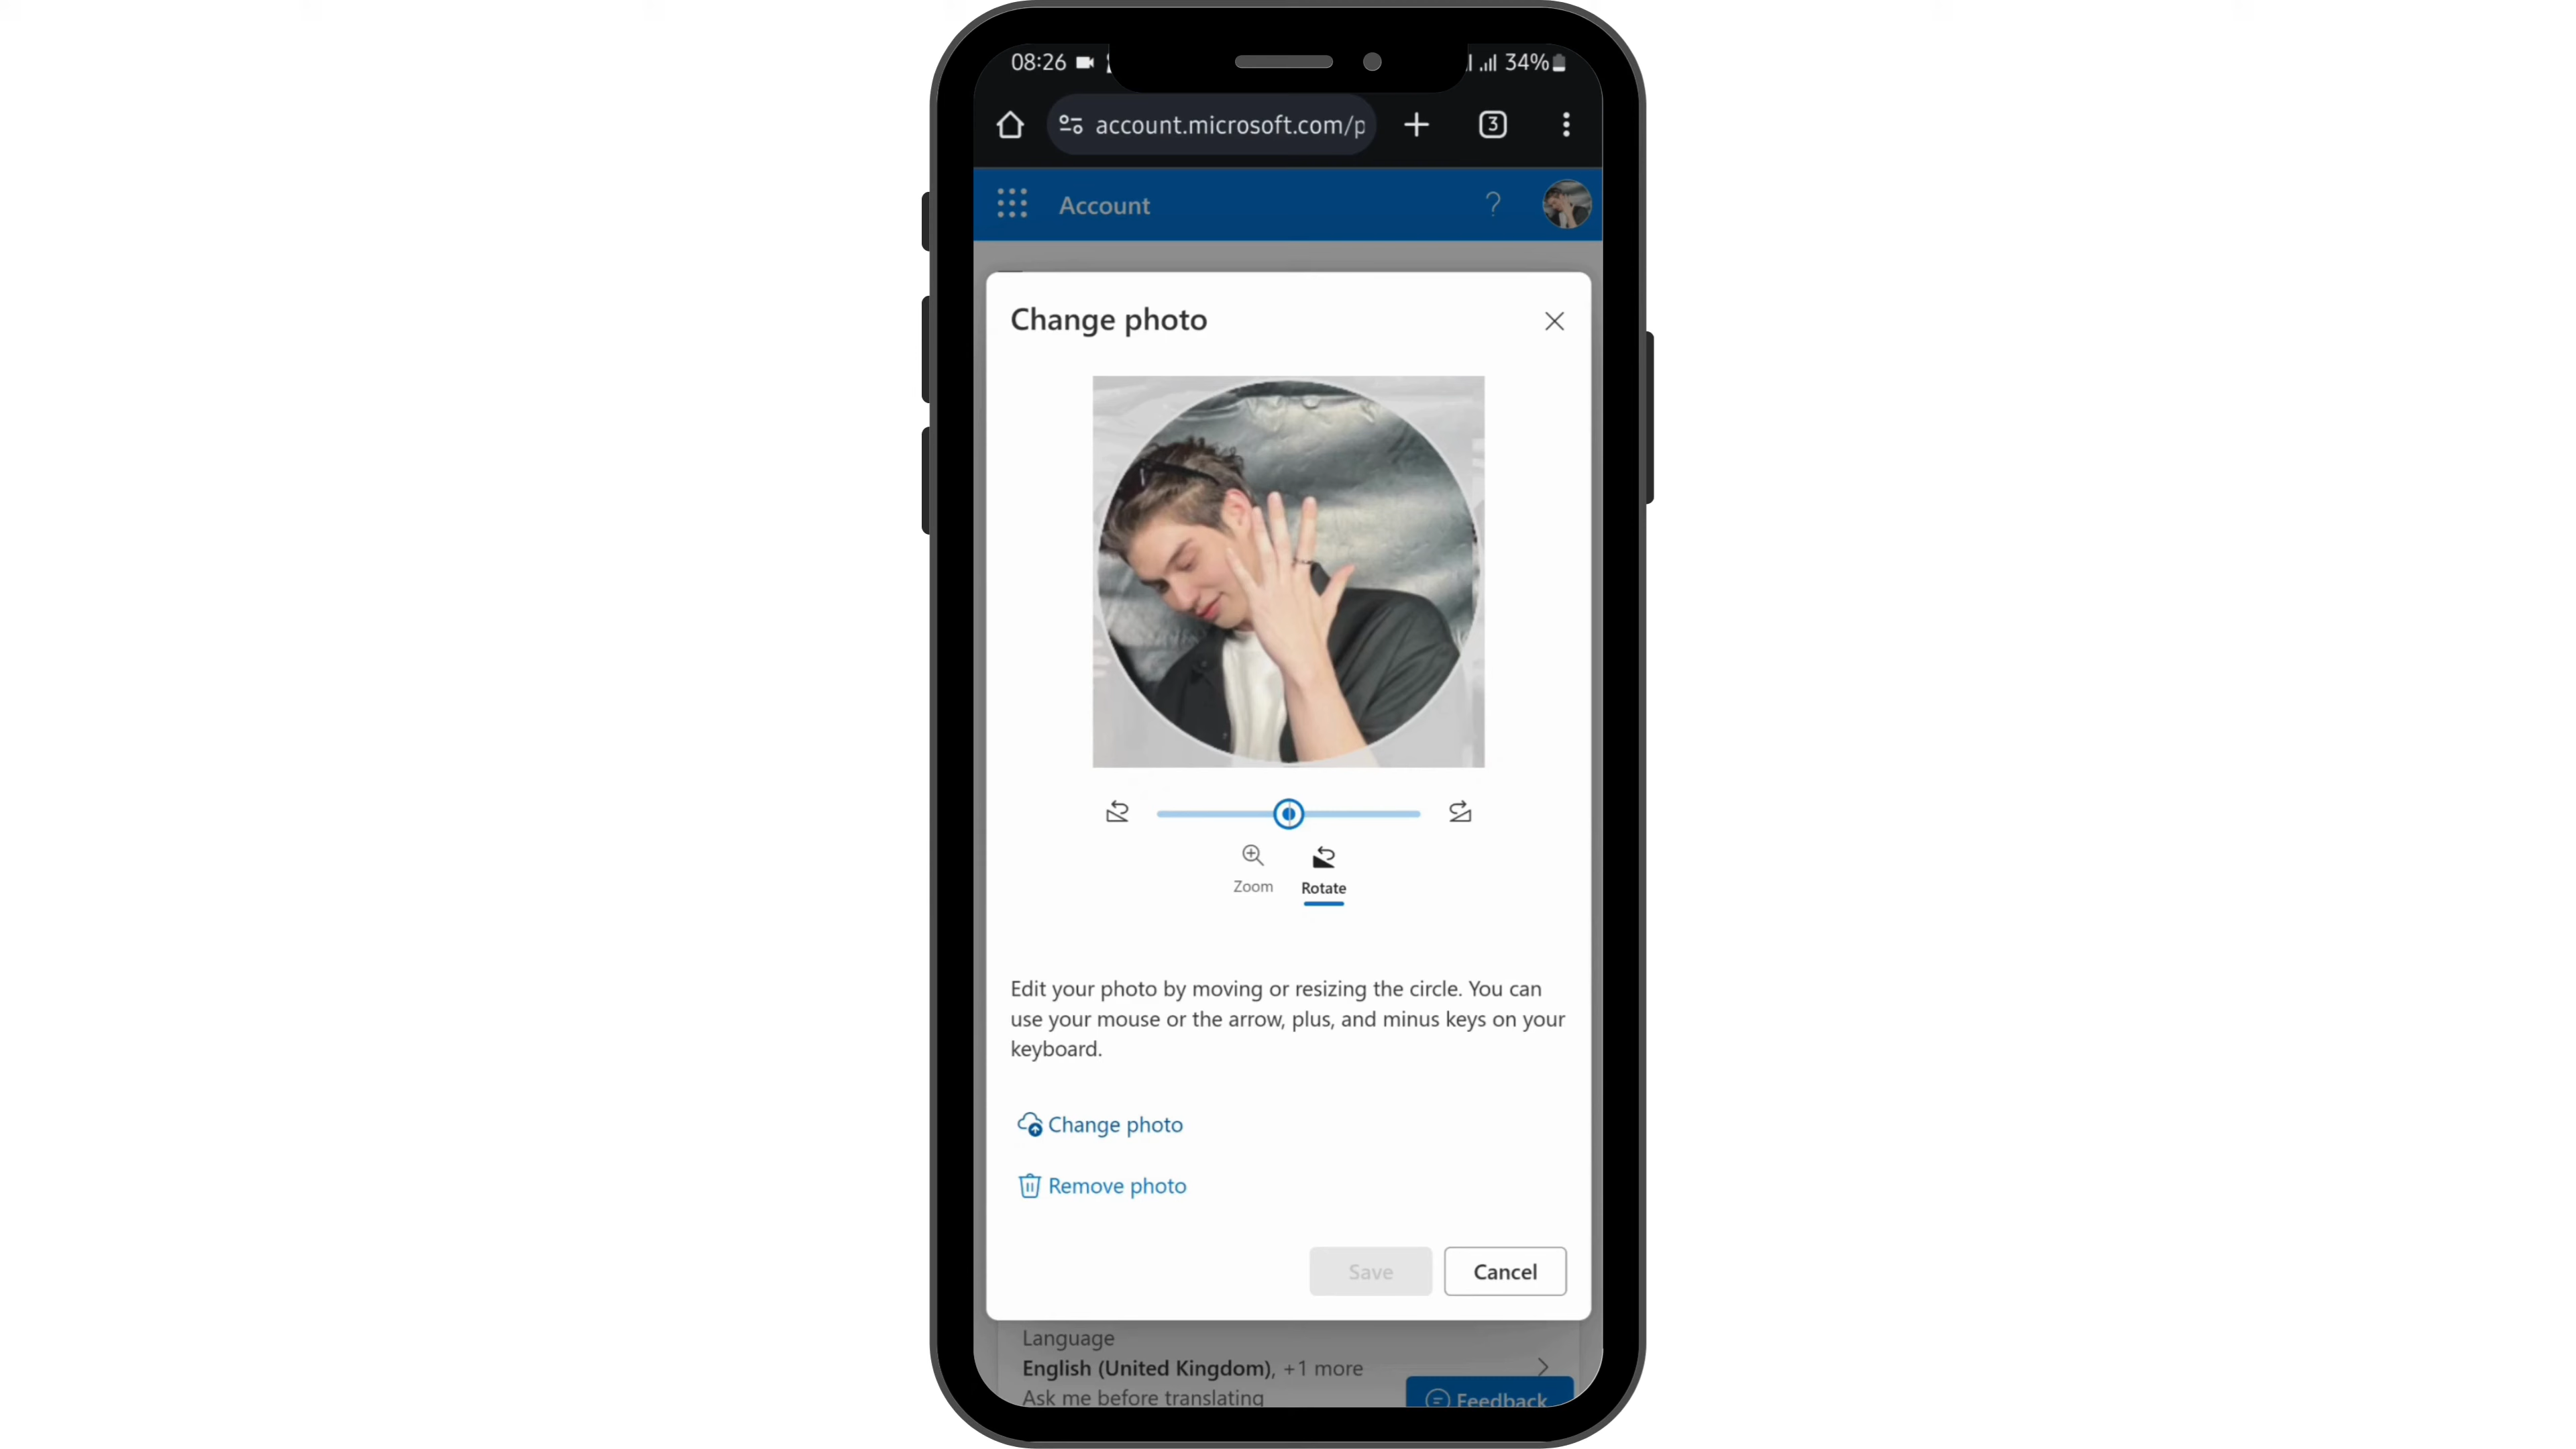 08:26
34%
account.microsoft.com/p
3
Account
?
Change photo
Zoom
Rotate
Edit your photo by moving or resizing the circle. You can
use your mouse or the arrow, plus, and minus keys on your
keyboard.
Change photo
Remove photo
Save
Cancel
Language
English (United Kingdom), +1 more
Ask me before translating
Feedback